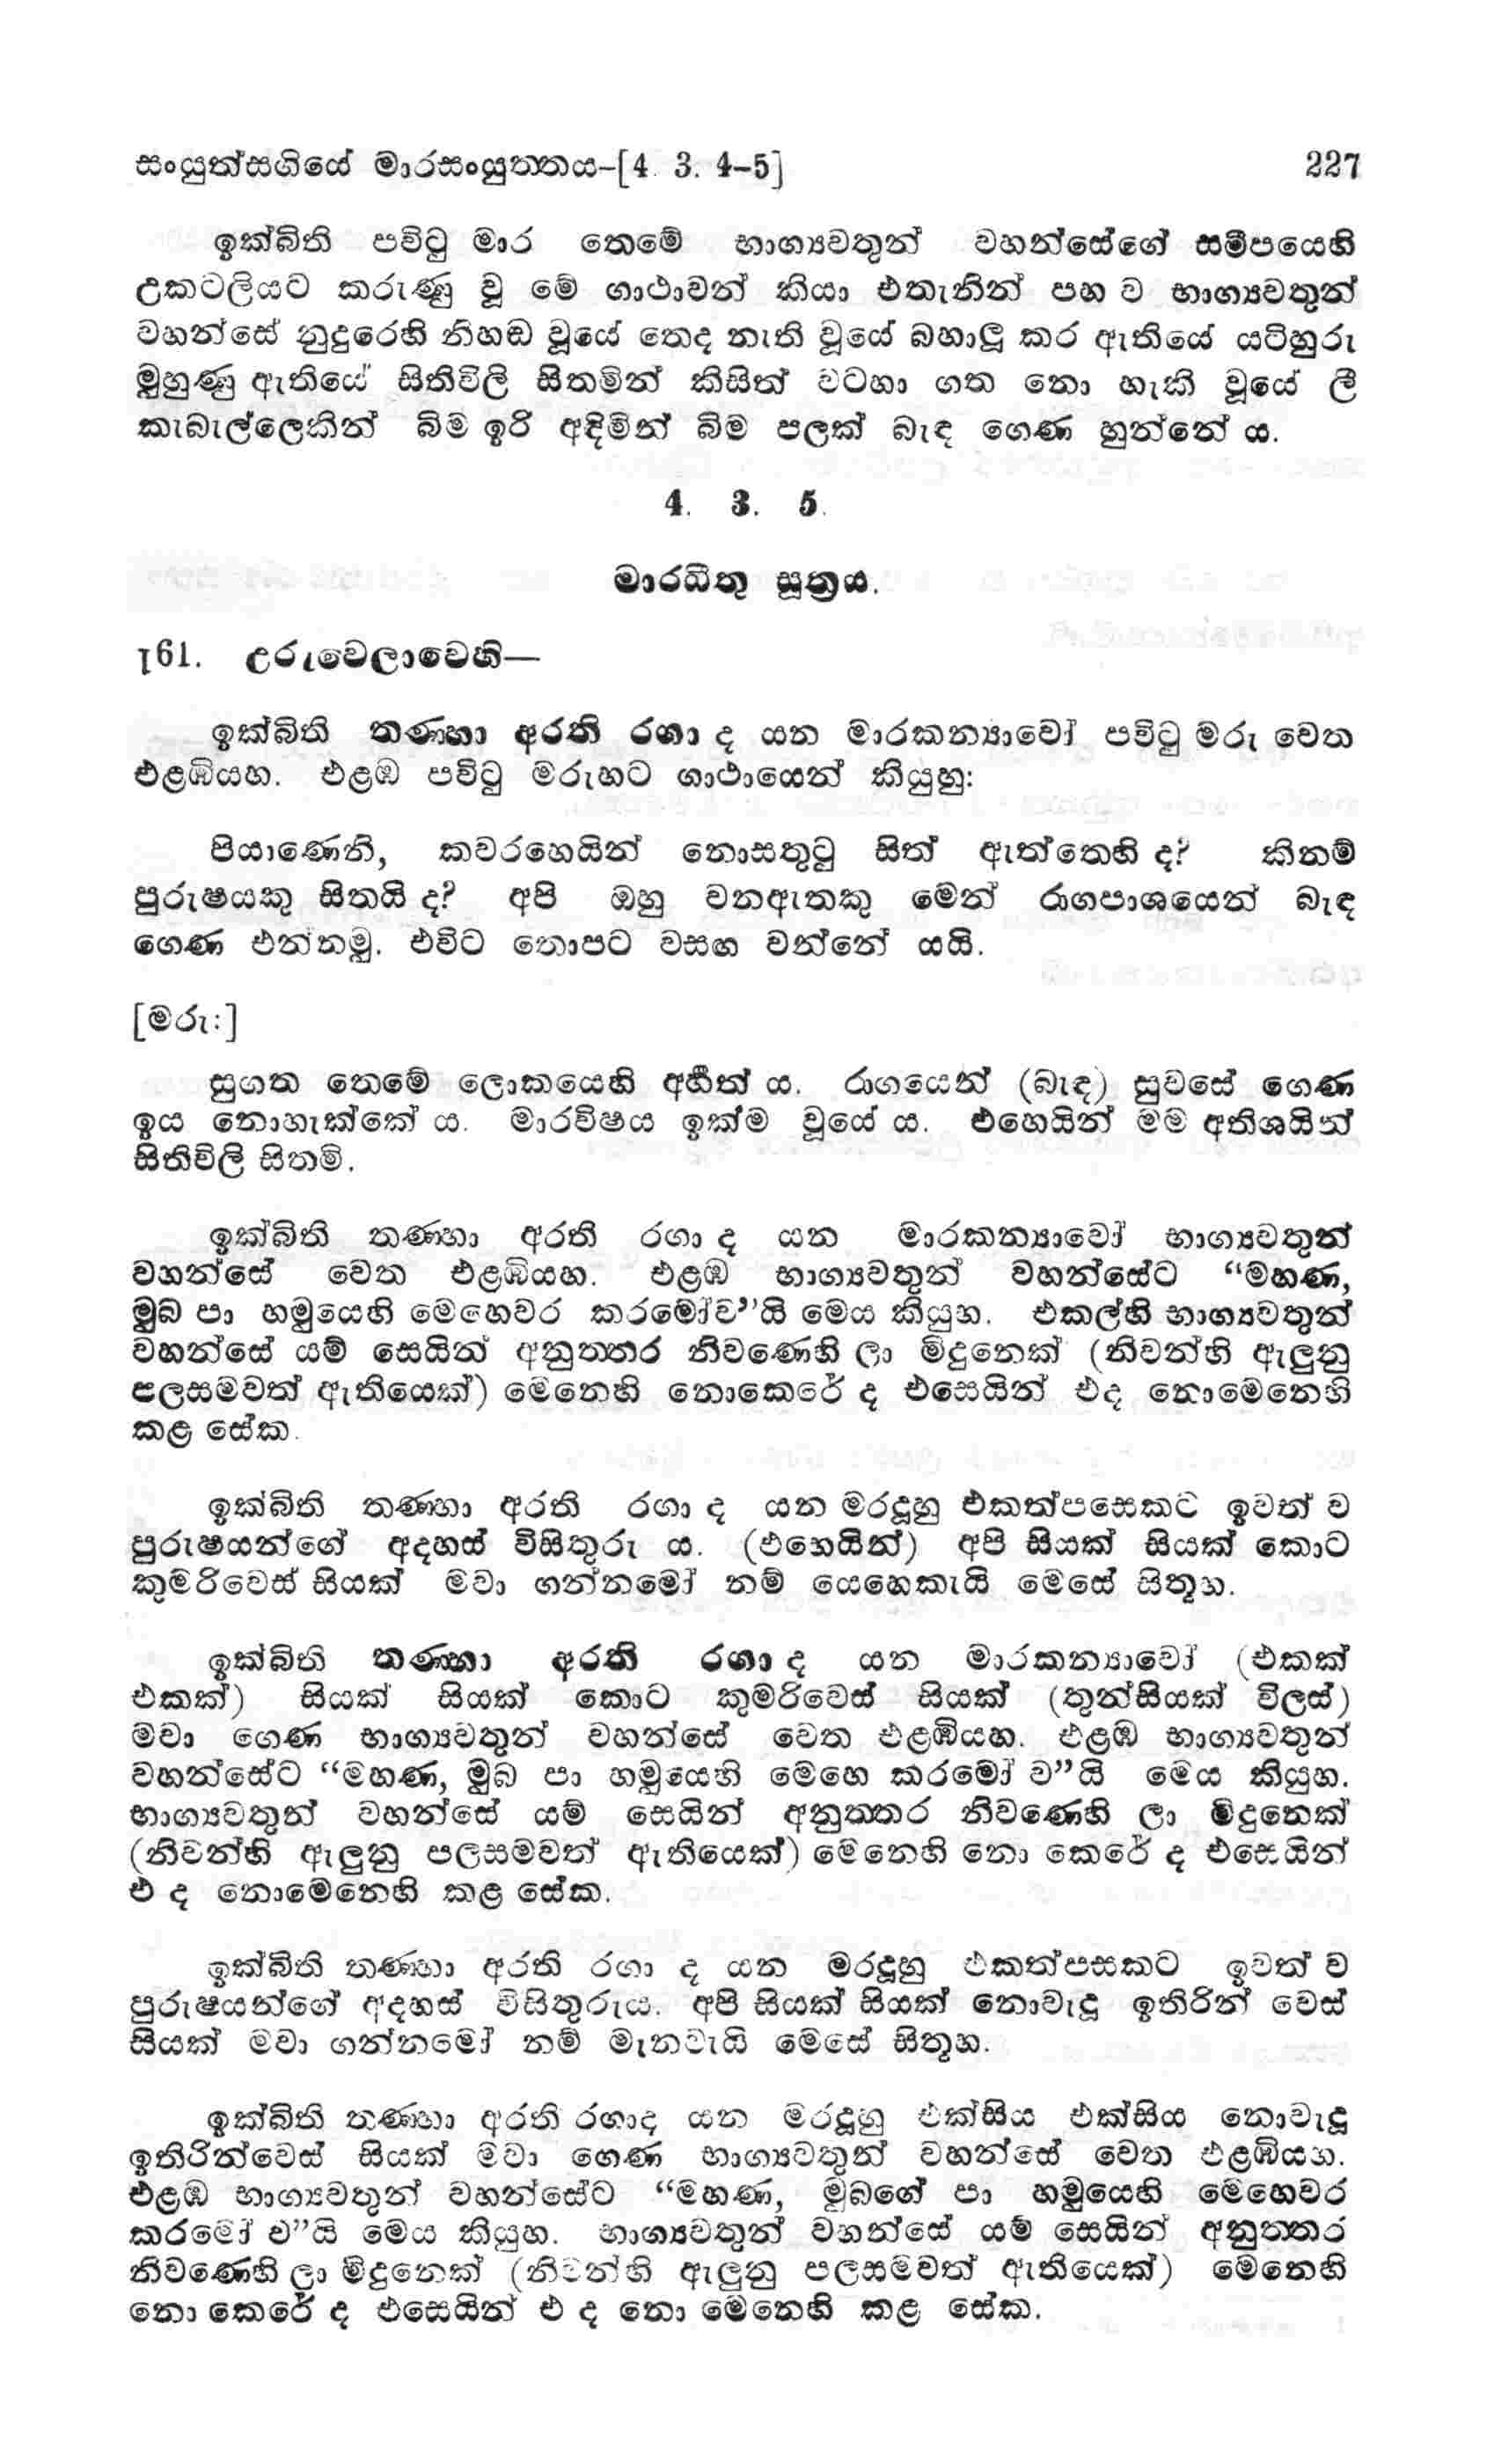 සංයුත්සඟියේ මාරසංයුත්තය-[4. 3. 4-5] 227
ඉක්බිති පවිටු මාර තෙමේ භාග්‍යවතුන් වහන්සේගේ සමීපයෙහි
උකටලියට කරුණු වූ මේ ගාථාවන් කියා එතැනින් පහ ව භාග්‍යවතුන්
වහන්සේ නුදුරෙහි නිහඬ වූයේ තෙද නැති වූයේ බහාලූ කර ඇතියේ යටිහුරු
මුහුණු ඇතියේ සිතිවිලි සිතමින් කිසිත් වටහා ගත නො හැකි වූයේ ලී
කැබැල්ලෙකින් බිම ඉරි අඳිමින් බිම පලක් බැඳ ගෙණ හුන්නේ ය.
4. 3. 5.
මාරධීතු සූත්‍රය.
161. උරුවෙලාවෙහි—
ඉක්බිති තණ්හා අරති රගා ද යන මාරකන්‍යාවෝ පවිටු මරු වෙත
එළඹියහ. එළඹ පවිටු මරුහට ගාථායෙන් කියුහු:
පියාණෙනි, කවරහෙයින් නොසතුටු සිත් ඇත්තෙහි ද? කිනම්
පුරුෂයකු සිතයි ද? අපි ඔහු වනඇතකු මෙන් රාගපාශයෙන් බැඳ
ගෙණ එන්නමු. එවිට තොපට වසඟ වන්නේ යයි.
[මරු:]
සුගත තෙමේ ලොකයෙහි අර්හත් ය. රාගයෙන් (බැඳ) සුවසේ ගෙණ
ඉය නොහැක්කේ ය. මාරවිෂය ඉක්ම වූයේ ය. එහෙයින් මම අතිශයින්
සිතිවිලි සිතමි.
ඉක්බිති තණ්හා අරති රගා ද යන මාරකන්‍යාවෝ භාග්‍යවතුන්
වහන්සේ වෙත එළඹියහ. එළඹ භාග්‍යවතුන් වහන්සේට “මහණ,
මුබ පා හමුයෙහි මෙහෙවර කරමෝව’’යි මෙය කියුහ. එකල්හි භාග්‍යවතුන්
වහන්සේ යම් සෙයින් අනුත්තර නිවණෙහි ලා මිදුනෙක් (නිවන්හි ඇලුනු
පලසමවත් ඇතියෙක්) මෙනෙහි නොකෙරේ ද එසෙයින් එද නොමෙනෙහි
කළ සේක.
ඉක්බිති තණ්හා අරති රගා ද යන මරදූහු එකත්පසෙකට ඉවත් ව
පුරුෂයන්ගේ අදහස් විසිතුරු ය. (එහෙයින්) අපි සියක් සියක් කොට
කුමරිවෙස් සියක් මවා ගන්නමෝ නම් යෙහෙකැයි මෙසේ සිතූහ.
ඉක්බිති තණ්හා අරති රගා ද යන මාරකන්‍යාවෝ (එකක්
එකක්) සියක් සියක් කොට කුමරිවෙස් සියක් (තුන්සියක් විලස්)
මවා ගෙණ භාග්‍යවතුන් වහන්සේ වෙත එළඹියහ. එළඹ භාග්‍යවතුන්
වහන්සේට “මහණ, මුබ පා හමුයෙහි මෙහෙ කරමෝ ව”යි මෙය කියුහ.
භාග්‍යවතුන් වහන්සේ යම් සෙයින් අනුත්තර නිවණෙහි ලා මිදුනෙක්
(නිවන්හි ඇලුනු පලසමවත් ඇතියෙක්) මෙනෙහි නො කෙරේ ද එසෙයින්
එ ද නොමෙනෙහි කළ සේක.
ඉක්බිති තණ්හා අරති රගා ද යන මරදූහු එකත්පසකට ඉවත් ව
පුරුෂයන්ගේ අදහස් විසිතුරුය. අපි සියක් සියක් නොවැදූ ඉතිරින් වෙස්
සියක් මවා ගන්නමෝ නම් මැනවැයි මෙසේ සිතූහ.
ඉක්බිති තණ්හා අරති රගාද යන මරදූහු එක්සිය එක්සිය නොවැදූ
ඉතිරින්වෙස් සියක් මවා ගෙණ භාග්‍යවතුන් වහන්සේ වෙත එළඹියහ.
එළඹ භාග්‍යවතුන් වහන්සේට “මහණ, මුබගේ පා හමුයෙහි මෙහෙවර
කරමෝ ව”යි මෙය කියුහ. භාග්‍යවතුන් වහන්සේ යම් සෙයින් අනුත්තර
නිවණෙහි ලා මිදුනෙක් (නිවන්හි ඇලුනු පලසමවත් ඇතියෙක්) මෙනෙහි
නො කෙරේ ද එසෙයින් එ ද නො මෙනෙහි කළ සේක.